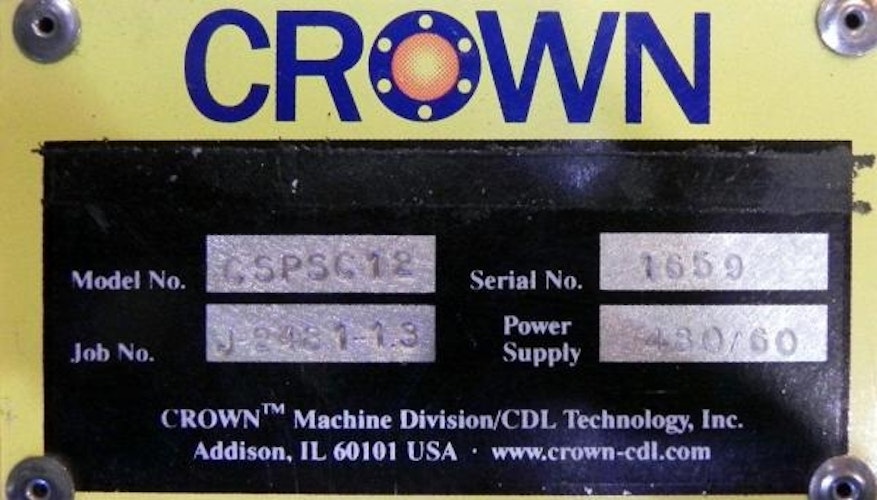 CROWN
Model No. CSPSC12 Serial No. 1659
Job No. J-2431-13 Power Supply 480/60
CROWN™ Machine Division/CDL Technology, Inc.
Addison, IL 60101 USA · www.crown-cdl.com